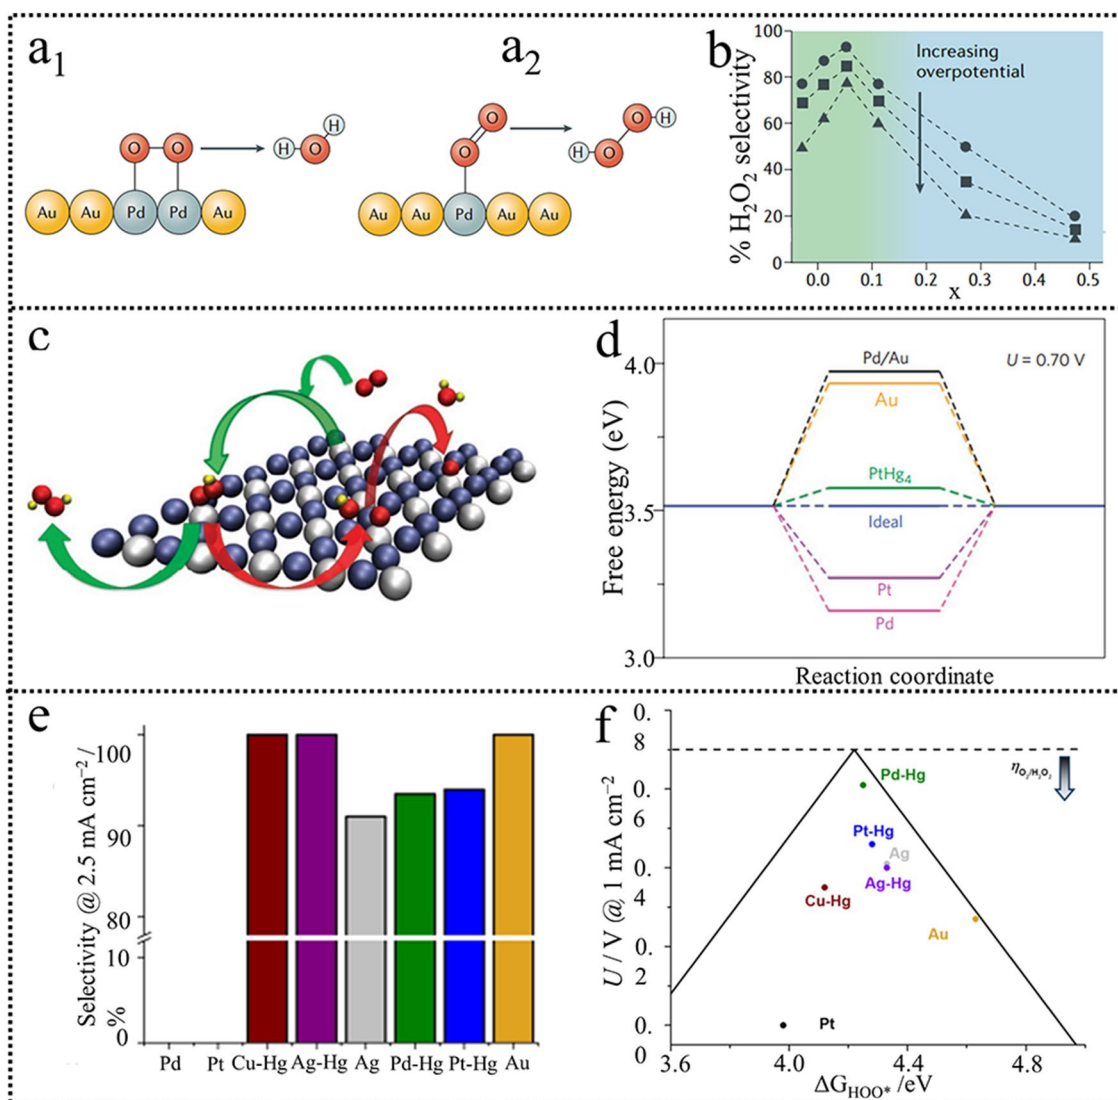 a1
O O
H O H
Au Au Pd Pd Au
a2
O
O
H O O H
Au Au Pd Au Au
b
% H2O2 selectivity
100
80
60
40
20
0
Increasing
overpotential
0.0 0.1 0.2 0.3 0.4 0.5
x
c
d
Free energy (eV)
4.0
3.5
3.0
U = 0.70 V
Pd/Au
Au
PtHg4
Ideal
Pt
Pd
Reaction coordinate
e
Selectivity @ 2.5 mA cm−2 /
%
100
90
80
10
0
Pd Pt Cu-Hg Ag-Hg Ag Pd-Hg Pt-Hg Au
f
U / V @ 1 mA cm−2
0.
8
0.
6
0.
4
0.
2
0.
0
ηO2/H2O2
Pd-Hg
Pt-Hg
Ag
Ag-Hg
Cu-Hg
Au
Pt
3.6 4.0 4.4 4.8
ΔGHOO* /eV